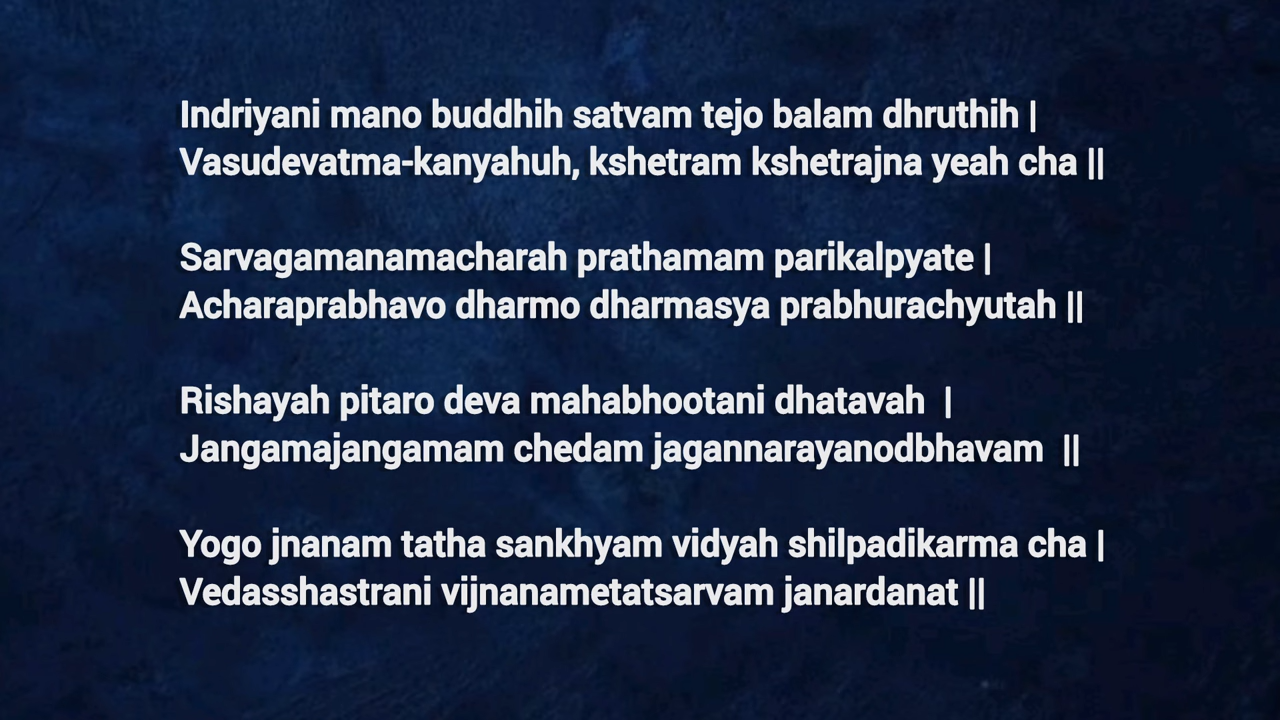 Indriyani mano buddhih satvam tejo balam dhruthih |
Vasudevatma-kanyahuh, kshetram kshetrajna yeah cha ||
Sarvagamanamacharah prathamam parikalpyate |
Acharaprabhavo dharmo dharmasya prabhurachyutah ||
Rishayah pitaro deva mahabhootani dhatavah |
Jangamajangamam chedam jagannarayanodbhavam ||
Yogo jnanam tatha sankhyam vidyah shilpadikarma cha |
Vedasshastrani vijnanametatsarvam janardanat ||